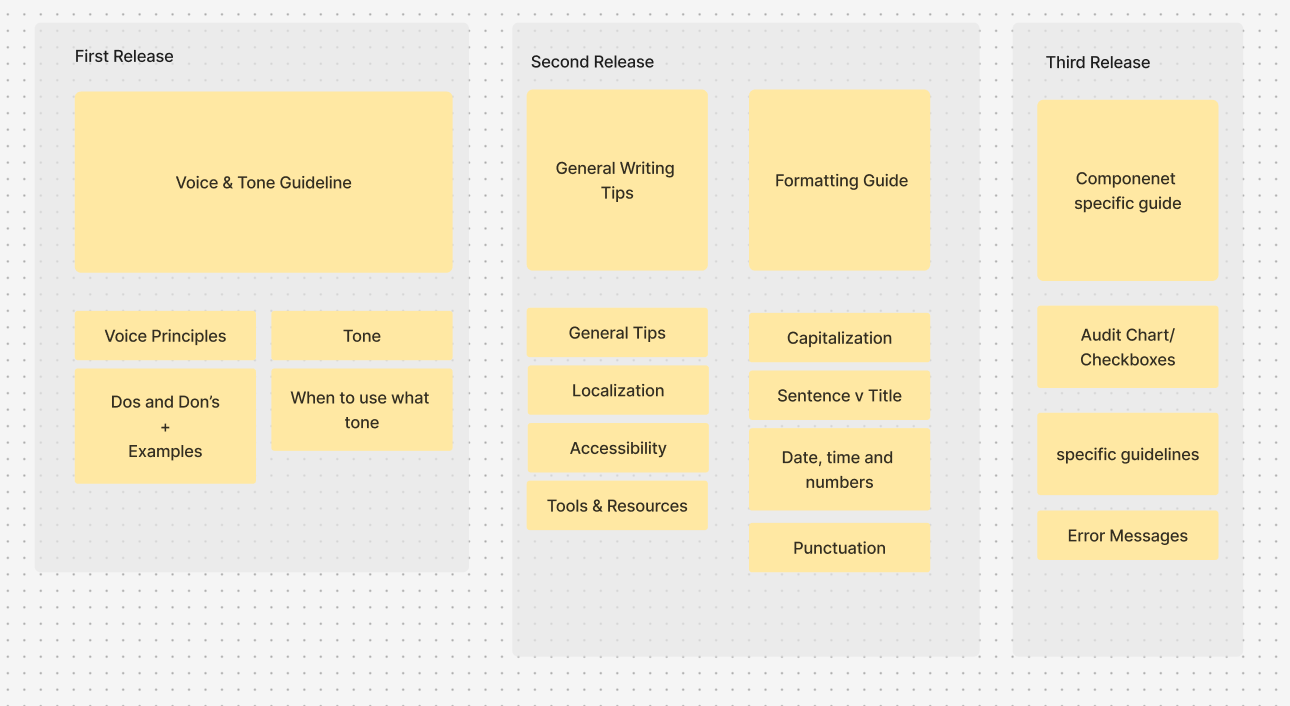 First Release
Voice & Tone Guideline
Voice Principles
Tone
Dos and Don’s
+
Examples
When to use what
tone
Second Release
General Writing
Tips
Formatting Guide
General Tips
Localization
Accessibility
Tools & Resources
Capitalization
Sentence v Title
Date, time and
numbers
Punctuation
Third Release
Componenet
specific guide
Audit Chart/
Checkboxes
specific guidelines
Error Messages